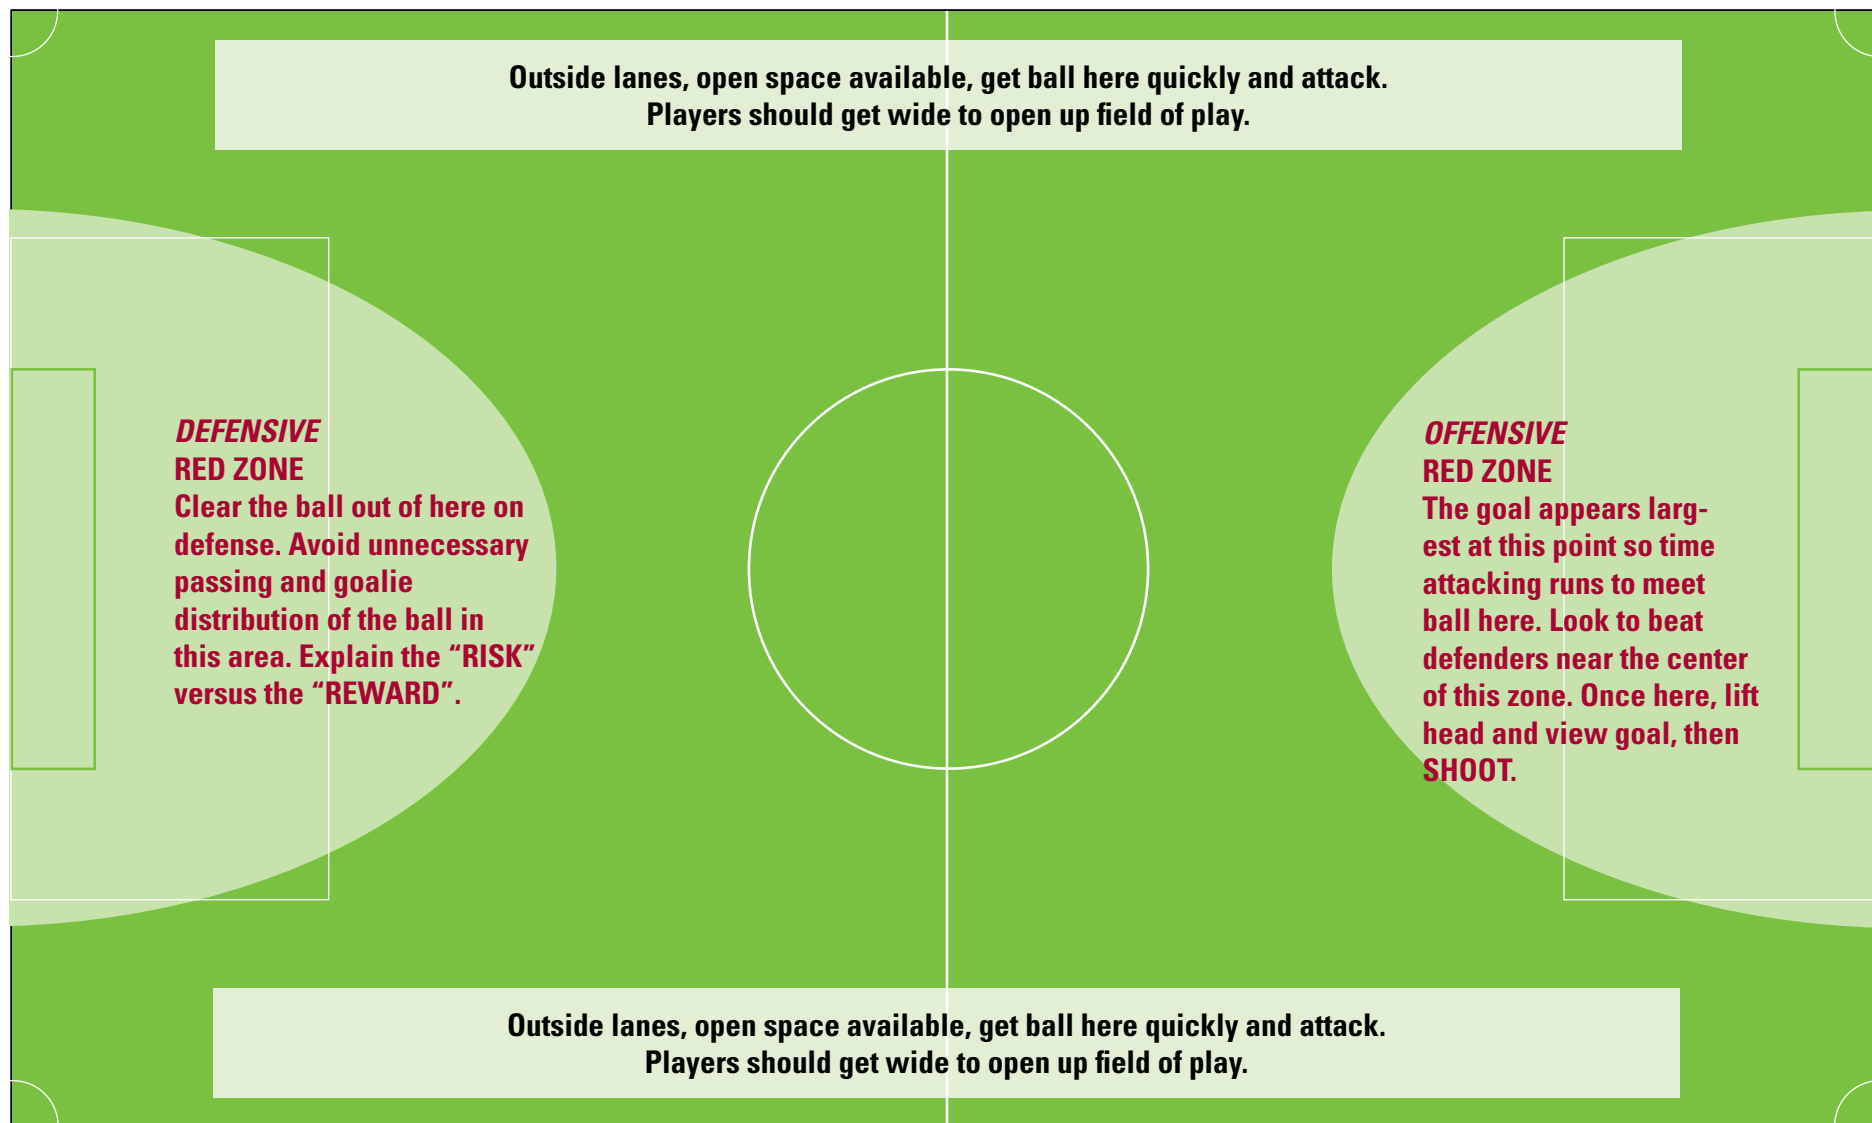 Outside lanes, open space available, get ball here quickly and attack.
Players should get wide to open up field of play.
DEFENSIVE
RED ZONE
Clear the ball out of here on
defense. Avoid unnecessary
passing and goalie
distribution of the ball in
this area. Explain the “RISK”
versus the “REWARD”.
OFFENSIVE
RED ZONE
The goal appears larg-
est at this point so time
attacking runs to meet
ball here. Look to beat
defenders near the center
of this zone. Once here, lift
head and view goal, then
SHOOT.
Outside lanes, open space available, get ball here quickly and attack.
Players should get wide to open up field of play.